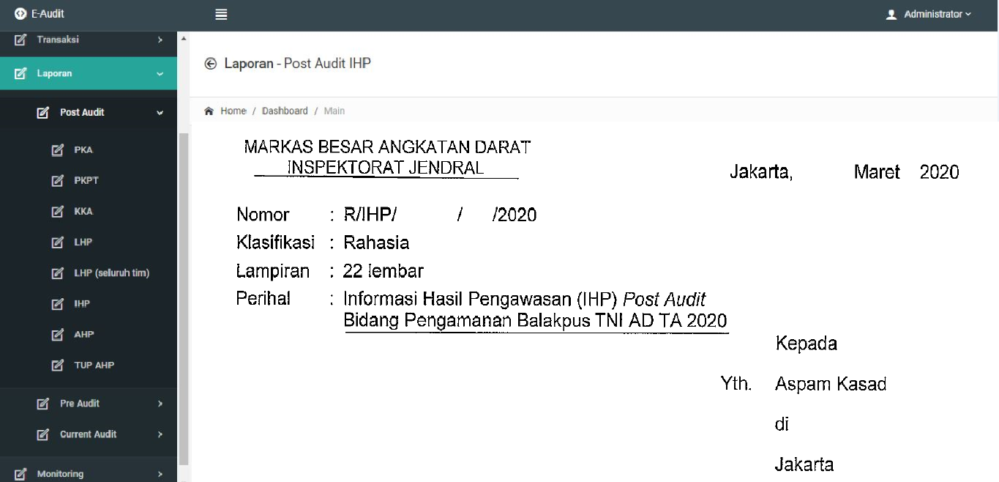 E-Audit
Administrator
Transaksi
Laporan
Post Audit
PKA
PKPT
KKA
LHP
LHP (seluruh tim)
IHP
AHP
TUP AHP
Pre Audit
Current Audit
Monitoring
Laporan - Post Audit IHP
Home / Dashboard / Main
MARKAS BESAR ANGKATAN DARAT
INSPEKTORAT JENDRAL
Jakarta, Maret 2020
Nomor : R/IHP/ / /2020
Klasifikasi : Rahasia
Lampiran : 22 lembar
Perihal : Informasi Hasil Pengawasan (IHP) Post Audit
Bidang Pengamanan Balakpus TNI AD TA 2020
Kepada
Yth. Aspam Kasad
di
Jakarta